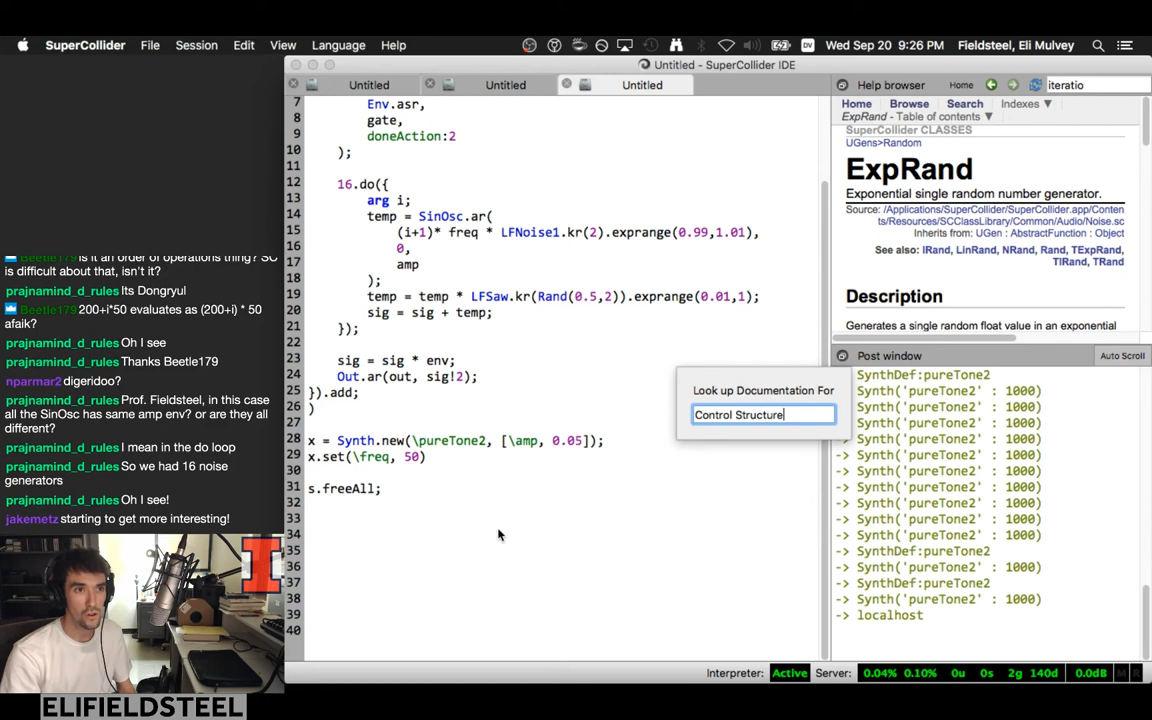 SuperCollider File Session Edit View Language Help
DV Wed Sep 20 9:26 PM Fieldsteel, Eli Mulvey
Untitled - SuperCollider IDE
Untitled Untitled Untitled
7 Env.asr,
8 gate,
9 doneAction:2
10 );
11
12 16.do({
13 arg i;
14 temp = SinOsc.ar(
15 (i+1)* freq * LFNoise1.kr(2).exprange(0.99,1.01),
16 0,
17 amp
18 );
19 temp = temp * LFSaw.kr(Rand(0.5,2)).exprange(0.01,1);
20 sig = sig + temp;
21 });
22
23 sig = sig * env;
24 Out.ar(out, sig!2);
25 }).add;
26 )
27
28 x = Synth.new(\pureTone2, [\amp, 0.05]);
29 x.set(\freq, 50)
30
31 s.freeAll;
32
33
34
35
36
37
38
39
40
Help browser Home iteratio
Home Browse Search Indexes ▼
ExpRand - Table of contents ▼
SuperCollider CLASSES
UGens>Random
ExpRand
Exponential single random number generator.
Source: /Applications/SuperCollider/SuperCollider.app/Conten
ts/Resources/SCClassLibrary/Common/Audio/Noise.sc
Inherits from: UGen : AbstractFunction : Object
See also: IRand, LinRand, NRand, Rand, TExpRand,
TIRand, TRand
Description
Generates a single random float value in an exponential
Post window Auto Scroll
SynthDef:pureTone2
-> Synth('pureTone2' : 1000)
-> Synth('pureTone2' : 1000)
-> Synth('pureTone2' : 1000)
-> Synth('pureTone2' : 1000)
-> Synth('pureTone2' : 1000)
-> Synth('pureTone2' : 1000)
-> Synth('pureTone2' : 1000)
-> Synth('pureTone2' : 1000)
-> Synth('pureTone2' : 1000)
-> Synth('pureTone2' : 1000)
-> SynthDef:pureTone2
-> Synth('pureTone2' : 1000)
-> SynthDef:pureTone2
-> Synth('pureTone2' : 1000)
-> localhost
Look up Documentation For
Control Structure
Interpreter: Active Server: 0.04% 0.10% 0u 0s 2g 140d 0.0dB M R
Beetle179 Is it an order of operations thing? SC
is difficult about that, isn't it?
prajnamind_d_rules Its Dongryul
Beetle179 200+i*50 evaluates as (200+i) * 50
afaik?
prajnamind_d_rules Oh I see
prajnamind_d_rules Thanks Beetle179
nparmar2 digeridoo?
prajnamind_d_rules Prof. Fieldsteel, in this case
all the SinOsc has same amp env? or are they all
different?
prajnamind_d_rules I mean in the do loop
prajnamind_d_rules So we had 16 noise
generators
prajnamind_d_rules Oh I see!
jakemetz starting to get more interesting!
I
ELIFIELDSTEEL